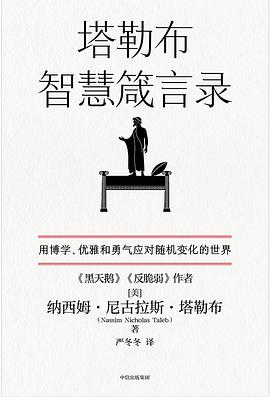 塔勒布
智慧箴言录
用博学、优雅和勇气应对随机变化的世界
《黑天鹅》《反脆弱》作者
[美]
纳西姆·尼古拉斯·塔勒布
(Nassim Nicholas Taleb)
著
严冬冬 译
中信出版集团